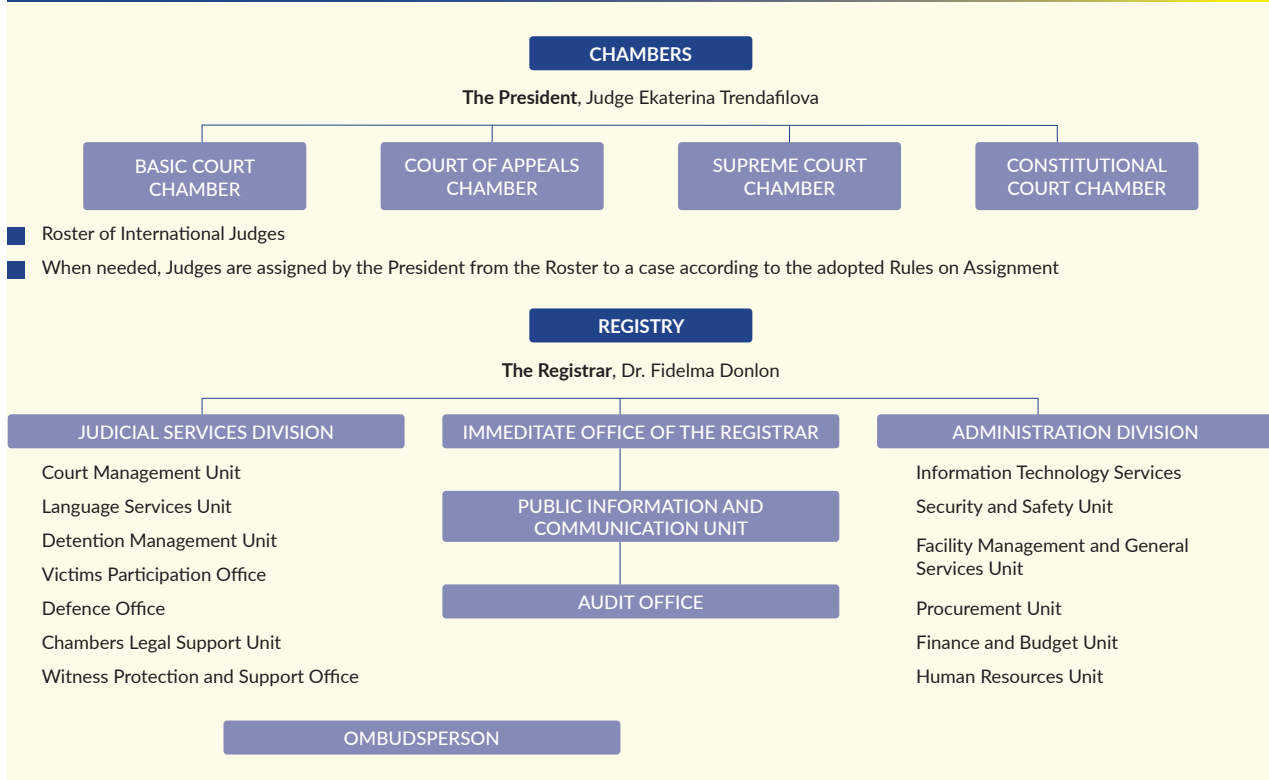 CHAMBERS
The President, Judge Ekaterina Trendafilova
BASIC COURT
CHAMBER
COURT OF APPEALS
CHAMBER
SUPREME COURT
CHAMBER
CONSTITUTIONAL
COURT CHAMBER
Roster of International Judges
When needed, Judges are assigned by the President from the Roster to a case according to the adopted Rules on Assignment
REGISTRY
The Registrar, Dr. Fidelma Donlon
JUDICIAL SERVICES DIVISION
Court Management Unit
Language Services Unit
Detention Management Unit
Victims Participation Office
Defence Office
Chambers Legal Support Unit
Witness Protection and Support Office
IMMEDITATE OFFICE OF THE REGISTRAR
PUBLIC INFORMATION AND
COMMUNICATION UNIT
AUDIT OFFICE
ADMINISTRATION DIVISION
Information Technology Services
Security and Safety Unit
Facility Management and General
Services Unit
Procurement Unit
Finance and Budget Unit
Human Resources Unit
OMBUDSPERSON